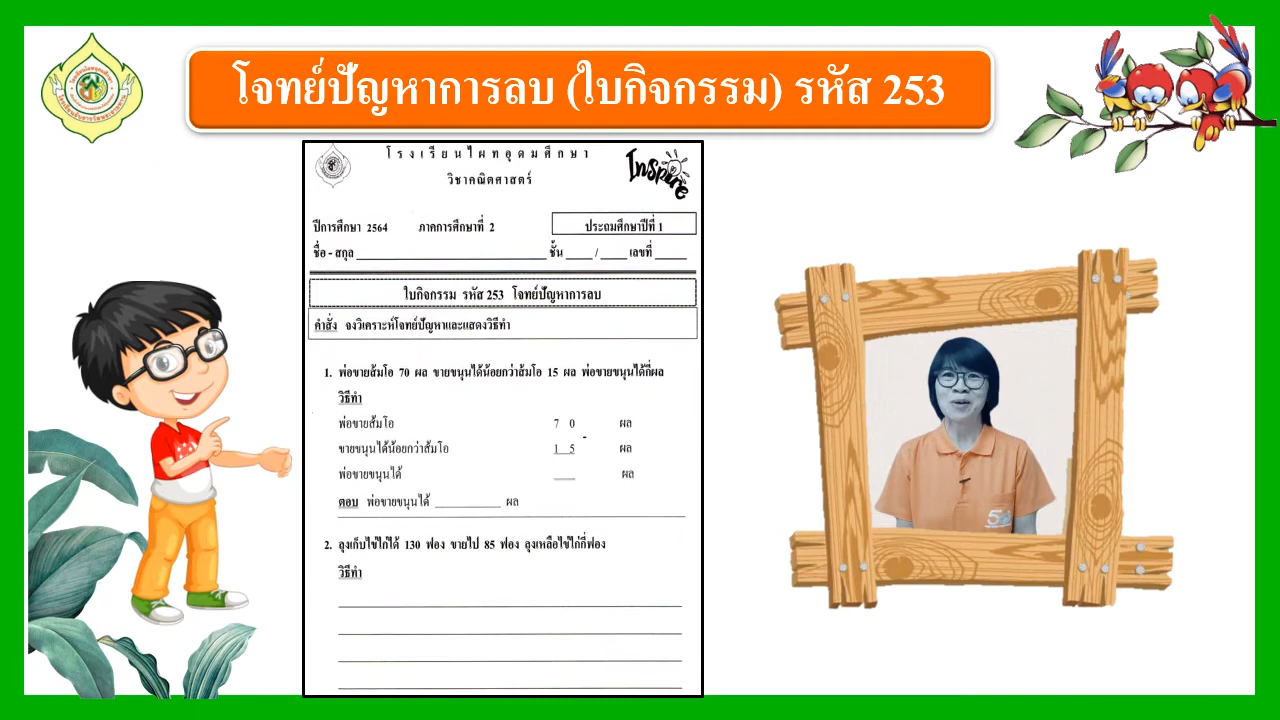 โจทย์ปัญหาการลบ (ใบกิจกรรม) รหัส 253
โรงเรียนไผทอุดมศึกษา
วิชาคณิตศาสตร์
Inspire
ปีการศึกษา 2564 ภาคการศึกษาที่ 2 ประถมศึกษาปีที่ 1
ชื่อ - สกุล ______________________ ชั้น ____ / ____ เลขที่ _____
ใบกิจกรรม รหัส 253 โจทย์ปัญหาการลบ
คำสั่ง จงวิเคราะห์โจทย์ปัญหาและแสดงวิธีทำ
1. พ่อขายส้มโอ 70 ผล ขายขนุนได้น้อยกว่าส้มโอ 15 ผล พ่อขายขนุนได้กี่ผล
วิธีทำ
พ่อขายส้มโอ 7 0 ผล
-
ขายขนุนได้น้อยกว่าส้มโอ 1 5 ผล
พ่อขายขนุนได้ ___ ผล
ตอบ พ่อขายขนุนได้ __________ ผล
2. ลุงเก็บไข่ไก่ได้ 130 ฟอง ขายไป 85 ฟอง ลุงเหลือไข่ไก่กี่ฟอง
วิธีทำ